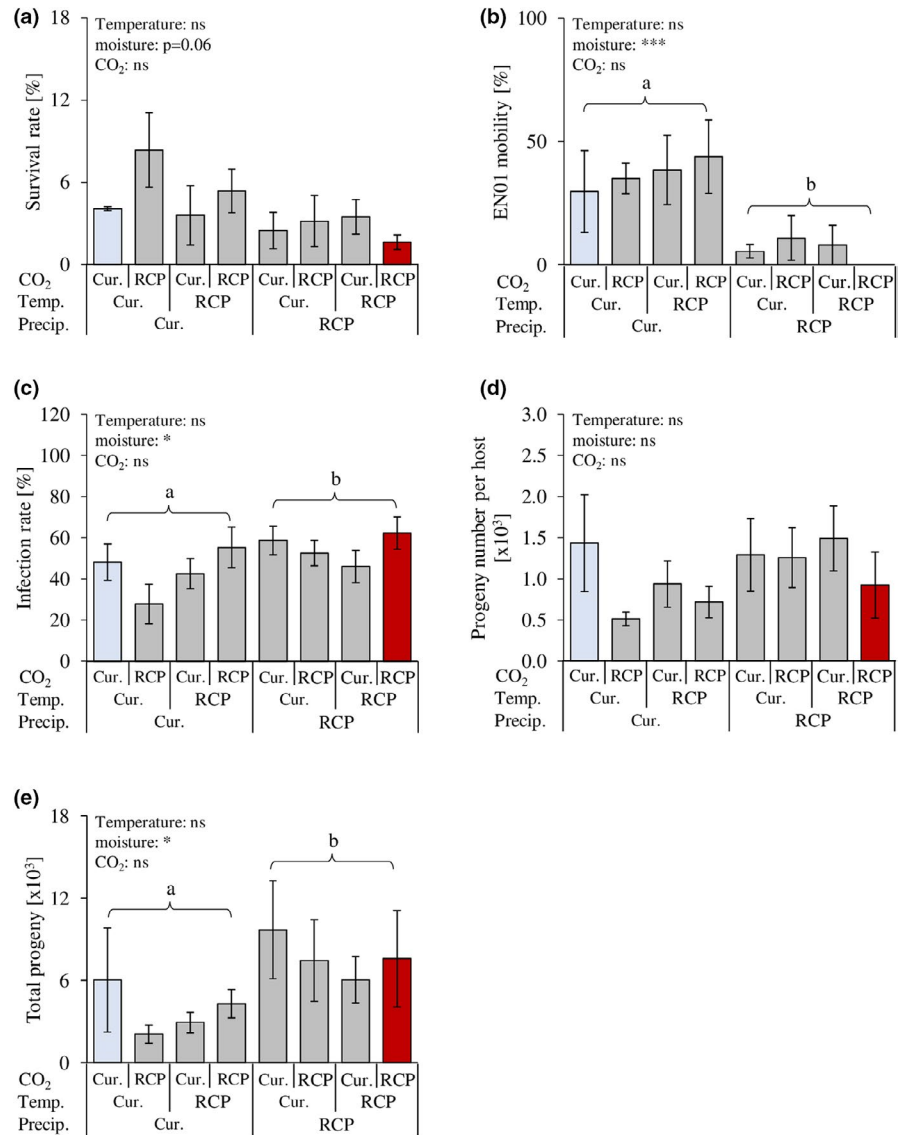 (a)
18
12
6
0
Survival rate [%]
Temperature: ns
moisture: p=0.06
CO₂: ns
CO₂ Cur. RCP Cur. RCP Cur. RCP Cur. RCP
Temp. Cur. RCP Cur. RCP
Precip. Cur. RCP
(b)
100
50
0
EN01 mobility [%]
Temperature: ns
moisture: ***
CO₂: ns
a
b
CO₂ Cur. RCP Cur. RCP Cur. RCP Cur. RCP
Temp. Cur. RCP Cur. RCP
Precip. Cur. RCP
(c)
120
100
80
60
40
20
0
Infection rate [%]
Temperature: ns
moisture: *
CO₂: ns
a
b
CO₂ Cur. RCP Cur. RCP Cur. RCP Cur. RCP
Temp. Cur. RCP Cur. RCP
Precip. Cur. RCP
(d)
3.0
2.5
2.0
1.5
1.0
0.5
0.0
Progeny number per host
[x10³]
Temperature: ns
moisture: ns
CO₂: ns
CO₂ Cur. RCP Cur. RCP Cur. RCP Cur. RCP
Temp. Cur. RCP Cur. RCP
Precip. Cur. RCP
(e)
18
12
6
0
Total progeny [x10³]
Temperature: ns
moisture: *
CO₂: ns
a
b
CO₂ Cur. RCP Cur. RCP Cur. RCP Cur. RCP
Temp. Cur. RCP Cur. RCP
Precip. Cur. RCP